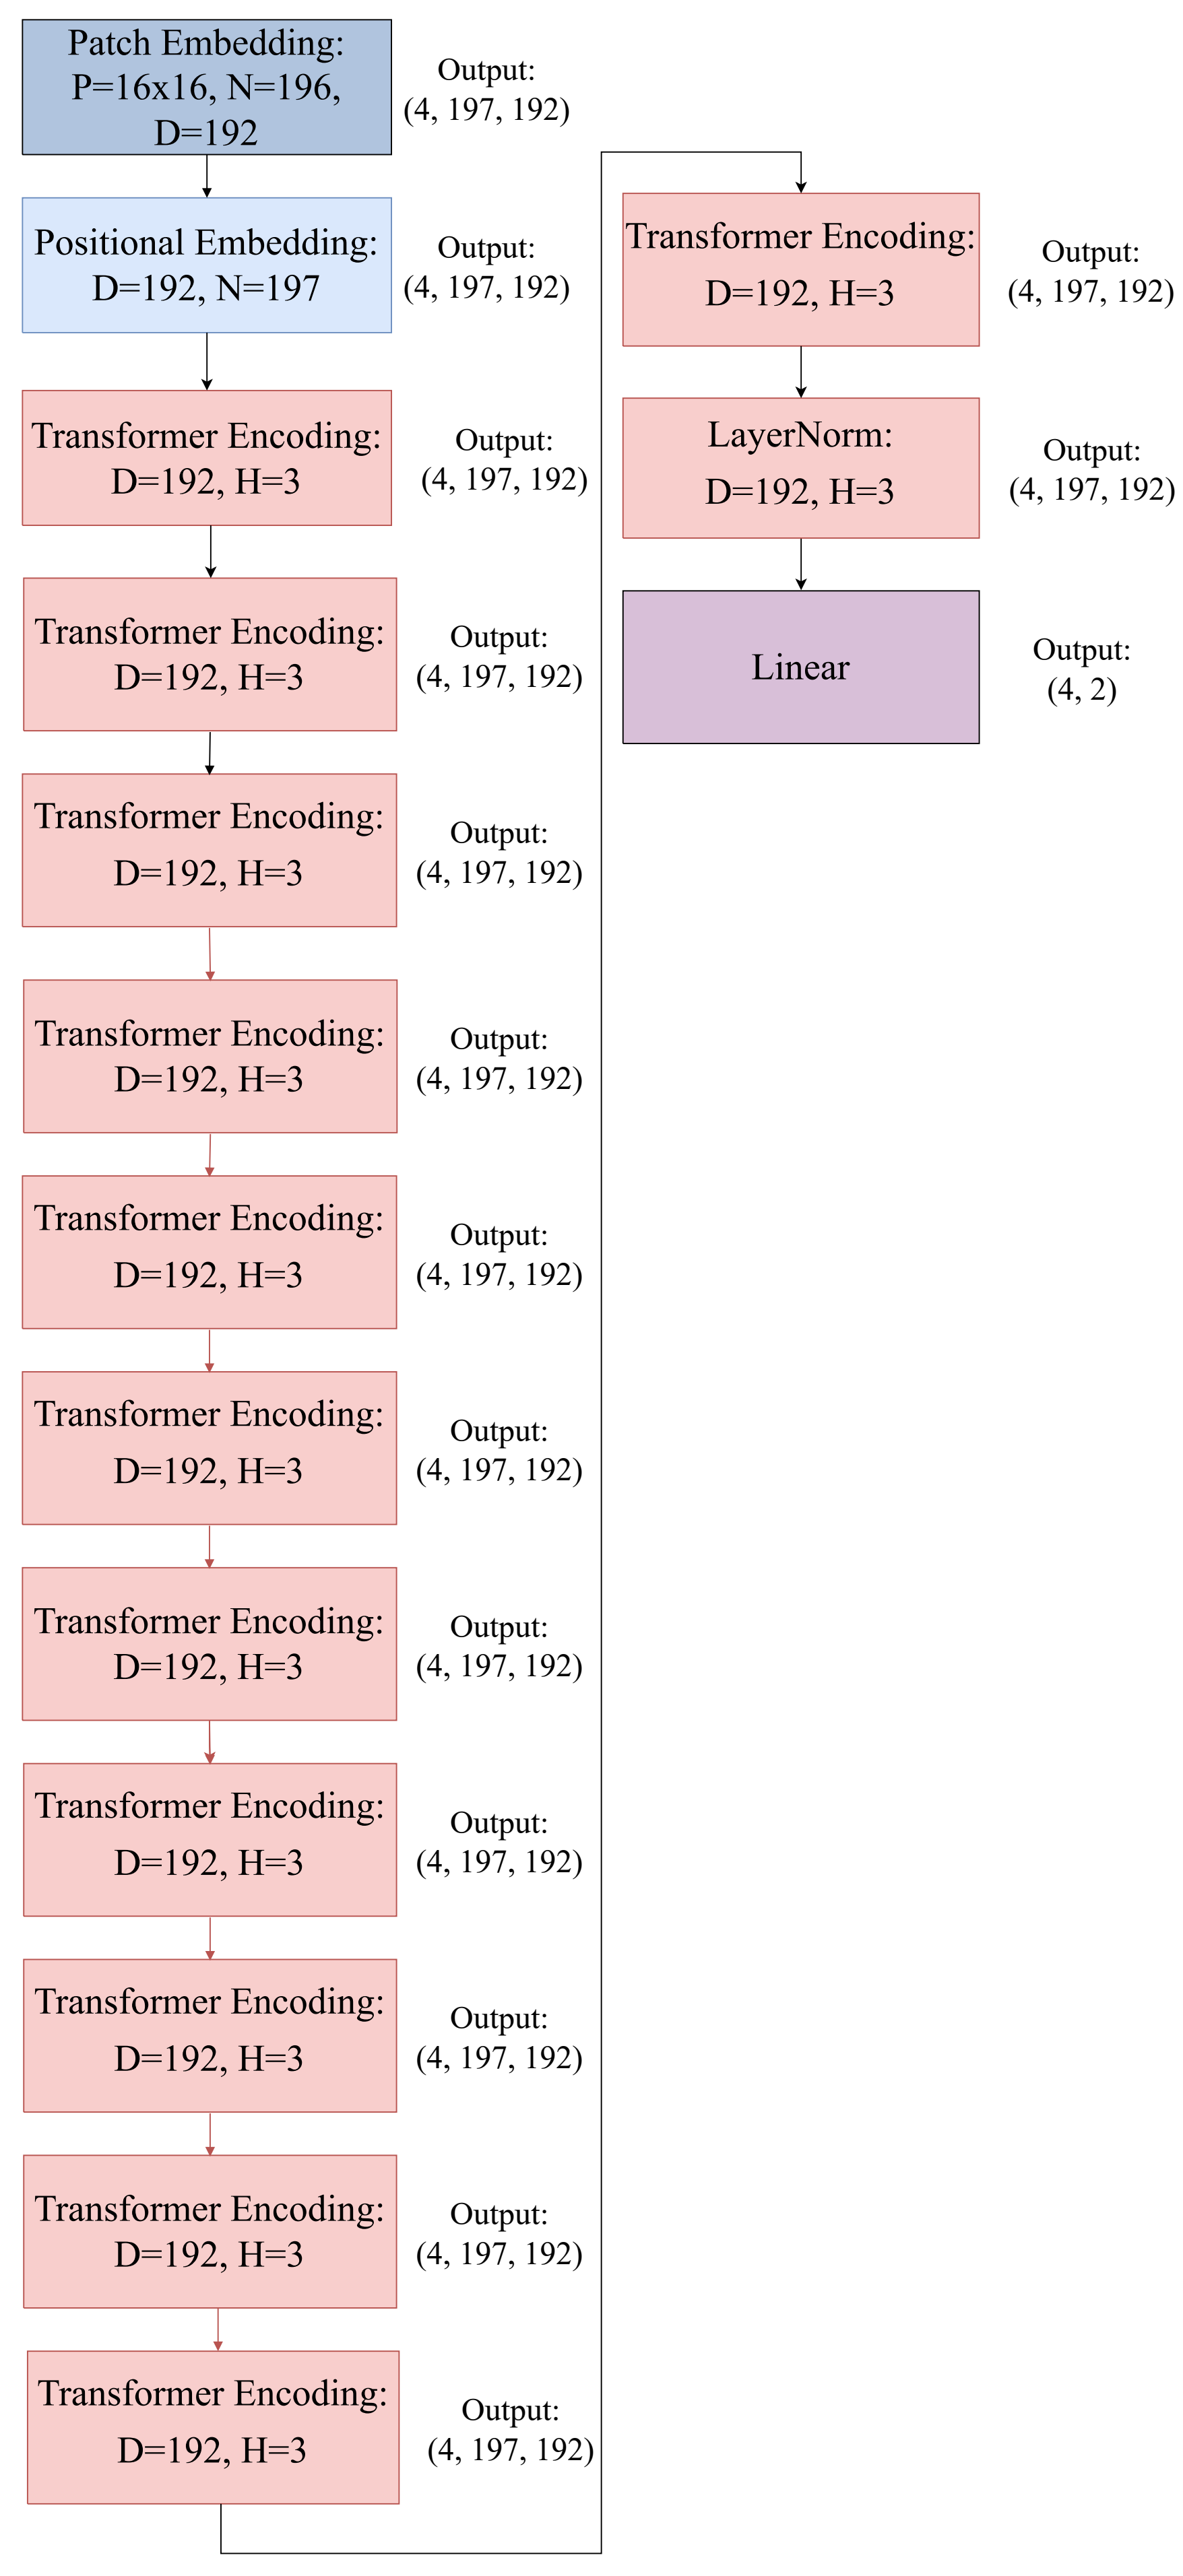 Patch Embedding:
P=16x16, N=196,
D=192
Output:
(4, 197, 192)
Positional Embedding:
D=192, N=197
Output:
(4, 197, 192)
Transformer Encoding:
D=192, H=3
Output:
(4, 197, 192)
Transformer Encoding:
D=192, H=3
Output:
(4, 197, 192)
Transformer Encoding:
D=192, H=3
Output:
(4, 197, 192)
Transformer Encoding:
D=192, H=3
Output:
(4, 197, 192)
Transformer Encoding:
D=192, H=3
Output:
(4, 197, 192)
Transformer Encoding:
D=192, H=3
Output:
(4, 197, 192)
Transformer Encoding:
D=192, H=3
Output:
(4, 197, 192)
Transformer Encoding:
D=192, H=3
Output:
(4, 197, 192)
Transformer Encoding:
D=192, H=3
Output:
(4, 197, 192)
Transformer Encoding:
D=192, H=3
Output:
(4, 197, 192)
Transformer Encoding:
D=192, H=3
Output:
(4, 197, 192)
Transformer Encoding:
D=192, H=3
Output:
(4, 197, 192)
LayerNorm:
D=192, H=3
Output:
(4, 197, 192)
Linear
Output:
(4, 2)